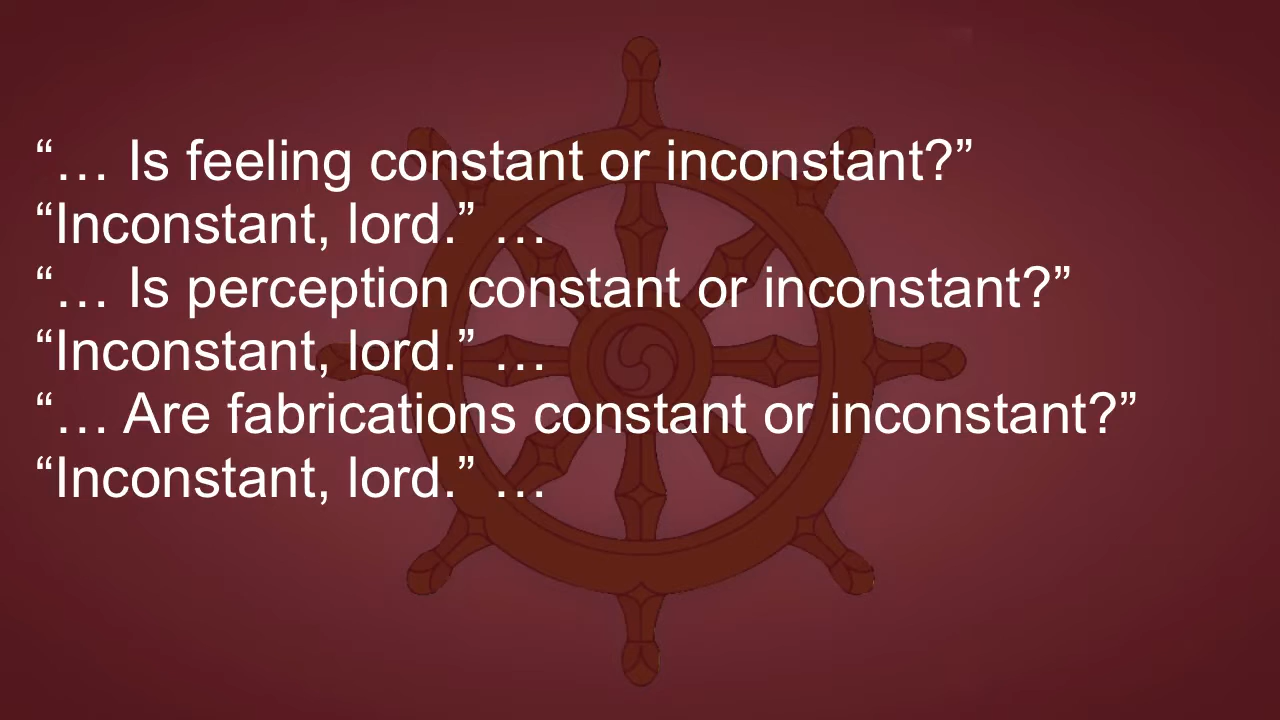 “… Is feeling constant or inconstant?”
“Inconstant, lord.” …
“… Is perception constant or inconstant?”
“Inconstant, lord.” …
“… Are fabrications constant or inconstant?”
“Inconstant, lord.” …